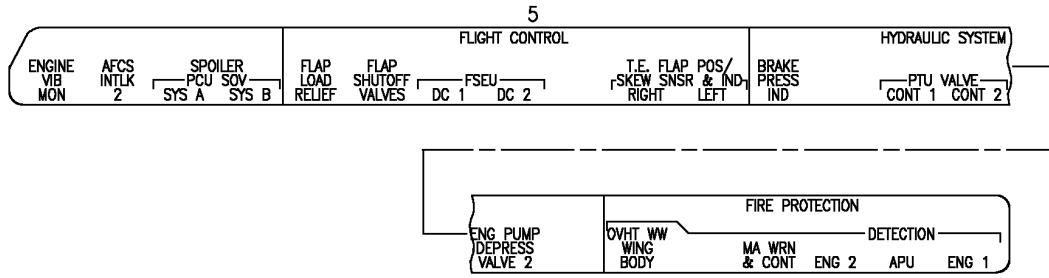 5
FLIGHT CONTROL HYDRAULIC SYSTEM
ENGINE VIB MON
AFCS INTLK 2
SPOILER
PCU SOV
SYS A SYS B
FLAP LOAD RELIEF
FLAP SHUTOFF VALVES
FSEU
DC 1 DC 2
T.E. FLAP POS/
SKEW SNSR & IND
RIGHT LEFT
BRAKE PRESS IND
PTU VALVE
CONT 1 CONT 2
FIRE PROTECTION
ENG PUMP DEPRESS VALVE 2
OVHT WW WING BODY
DETECTION
MA WRN & CONT
ENG 2 APU ENG 1